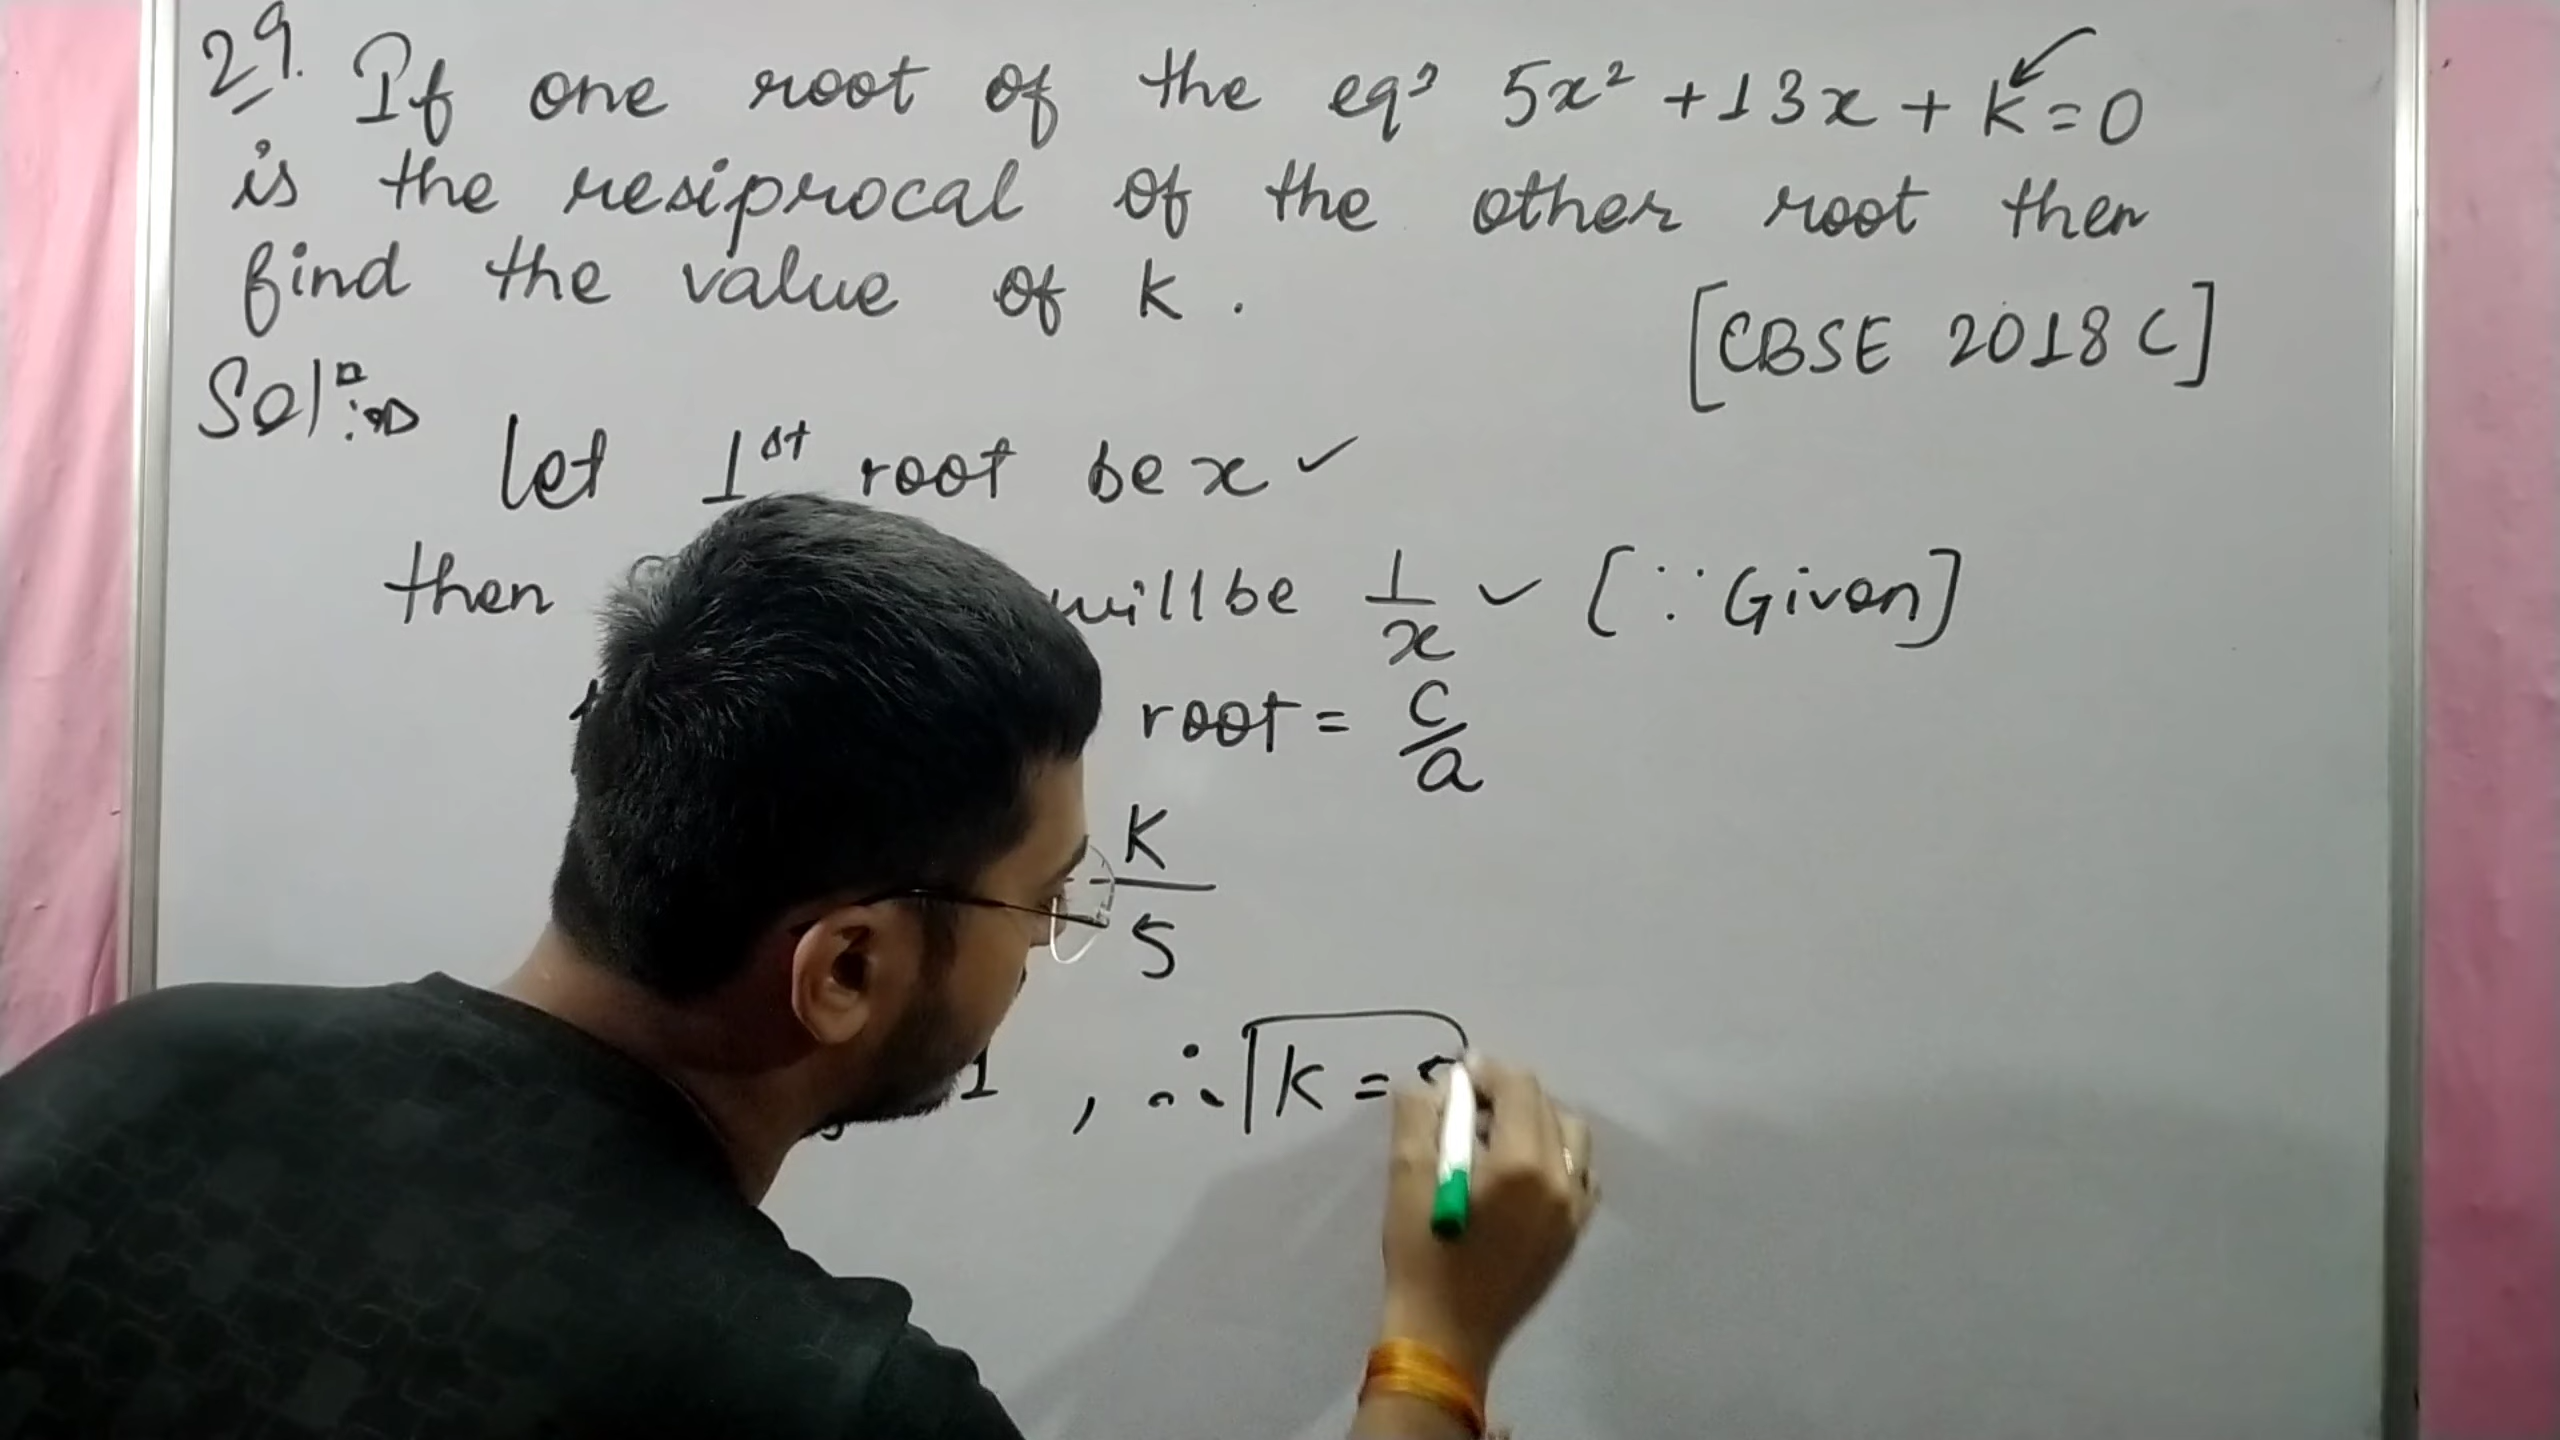 29. If one root of the eqⁿ 5x² + 13x + K = 0
is the resiprocal of the other root then
find the value of K.
[CBSE 2018 C]
Solⁿ:
let 1st root be x ✓
then will be 1/x ✓ [∵ Given]
root = c/a
K/5
1 , ∴ K =